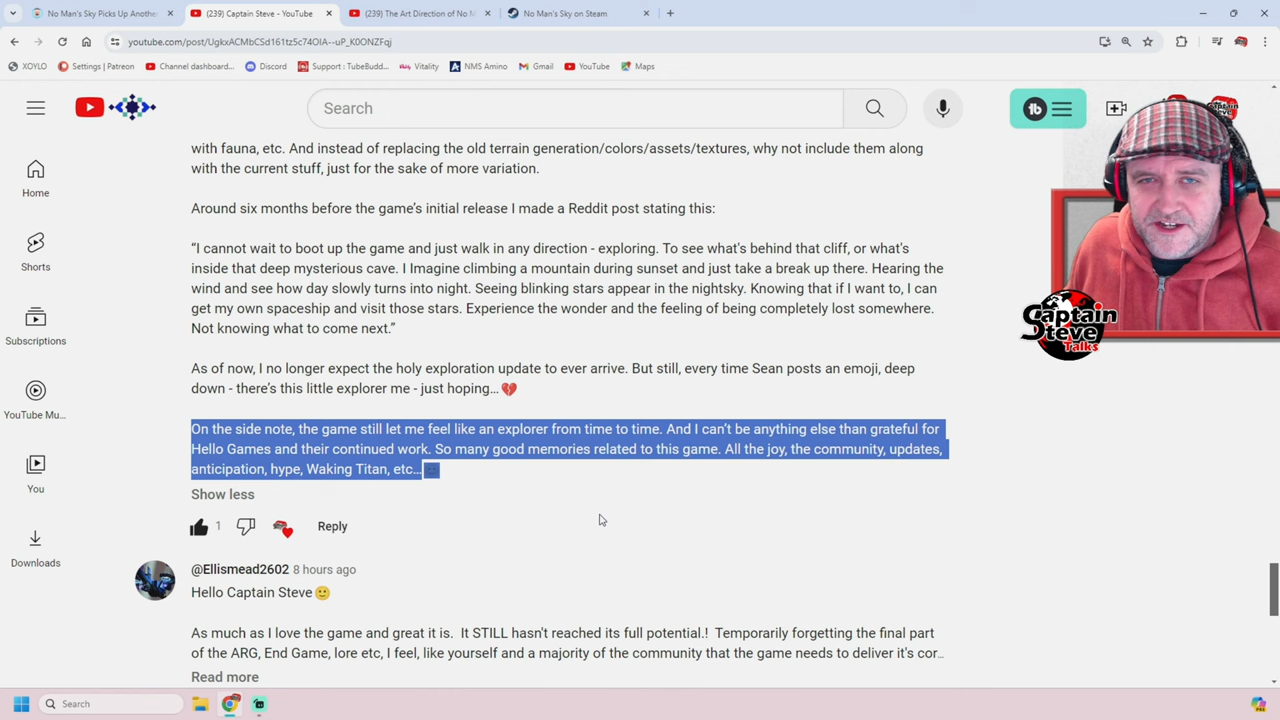 No Man's Sky Picks Up Anothe
(239) Captain Steve - YouTube
(239) The Art Direction of No M
No Man's Sky on Steam
youtube.com/post/UgkxACMbCSd161tz5c74OIA--uP_K0ONZFqj
XOYLO
Settings | Patreon
Channel dashboard...
Discord
Support : TubeBudd...
Vitality
NMS Amino
Gmail
YouTube
Maps
Search
with fauna, etc. And instead of replacing the old terrain generation/colors/assets/textures, why not include them along
with the current stuff, just for the sake of more variation.
Home
Around six months before the game's initial release I made a Reddit post stating this:
Shorts
“I cannot wait to boot up the game and just walk in any direction - exploring. To see what's behind that cliff, or what's
inside that deep mysterious cave. I Imagine climbing a mountain during sunset and just take a break up there. Hearing the
wind and see how day slowly turns into night. Seeing blinking stars appear in the nightsky. Knowing that if I want to, I can
get my own spaceship and visit those stars. Experience the wonder and the feeling of being completely lost somewhere.
Not knowing what to come next.”
Captain
Steve
Talks
Subscriptions
As of now, I no longer expect the holy exploration update to ever arrive. But still, every time Sean posts an emoji, deep
down - there’s this little explorer me - just hoping…💔
YouTube Mu...
On the side note, the game still let me feel like an explorer from time to time. And I can’t be anything else than grateful for
Hello Games and their continued work. So many good memories related to this game. All the joy, the community, updates,
anticipation, hype, Waking Titan, etc…
You
Show less
1
Reply
Downloads
@Ellismead2602 8 hours ago
Hello Captain Steve🙂
As much as I love the game and great it is. It STILL hasn't reached its full potential.! Temporarily forgetting the final part
of the ARG, End Game, lore etc, I feel, like yourself and a majority of the community that the game needs to deliver it's cor...
Read more
Search